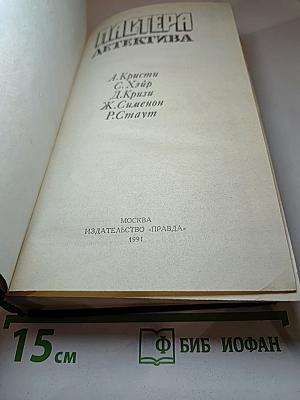 МАСТЕРА
ДЕТЕКТИВА
А. Кристи
С. Хэйр
Д. Кризи
Ж. Сименон
Р. Стаут
МОСКВА
ИЗДАТЕЛЬСТВО «ПРАВДА»
1991
15 см
Ф БИБ ИОФАН